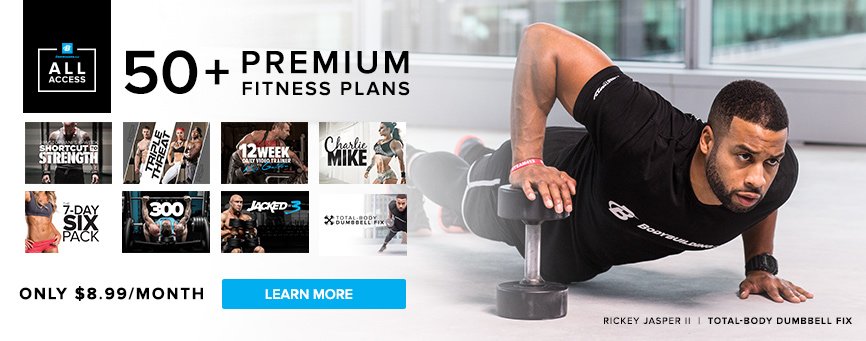 ALL
ACCESS
50+ PREMIUM
FITNESS PLANS
SHORTCUT TO
STRENGTH
TRIPLE
THREAT
12WEEK
DAILY VIDEO TRAINER
Charlie
MIKE
7-DAY
SIX
PACK
300
JACKED 3
TOTAL-BODY
DUMBBELL FIX
ONLY $8.99/MONTH
LEARN MORE
BODYBUILDING
RICKEY JASPER II | TOTAL-BODY DUMBBELL FIX